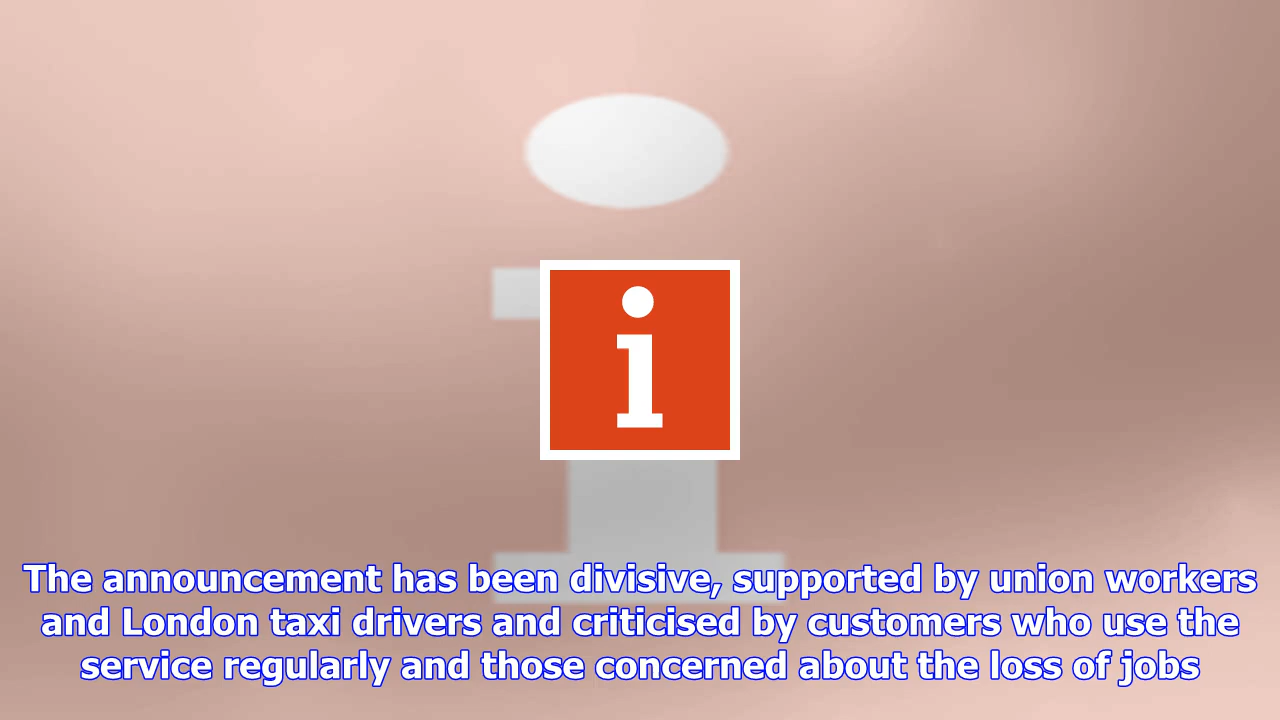 i
The announcement has been divisive, supported by union workers
and London taxi drivers and criticised by customers who use the
service regularly and those concerned about the loss of jobs